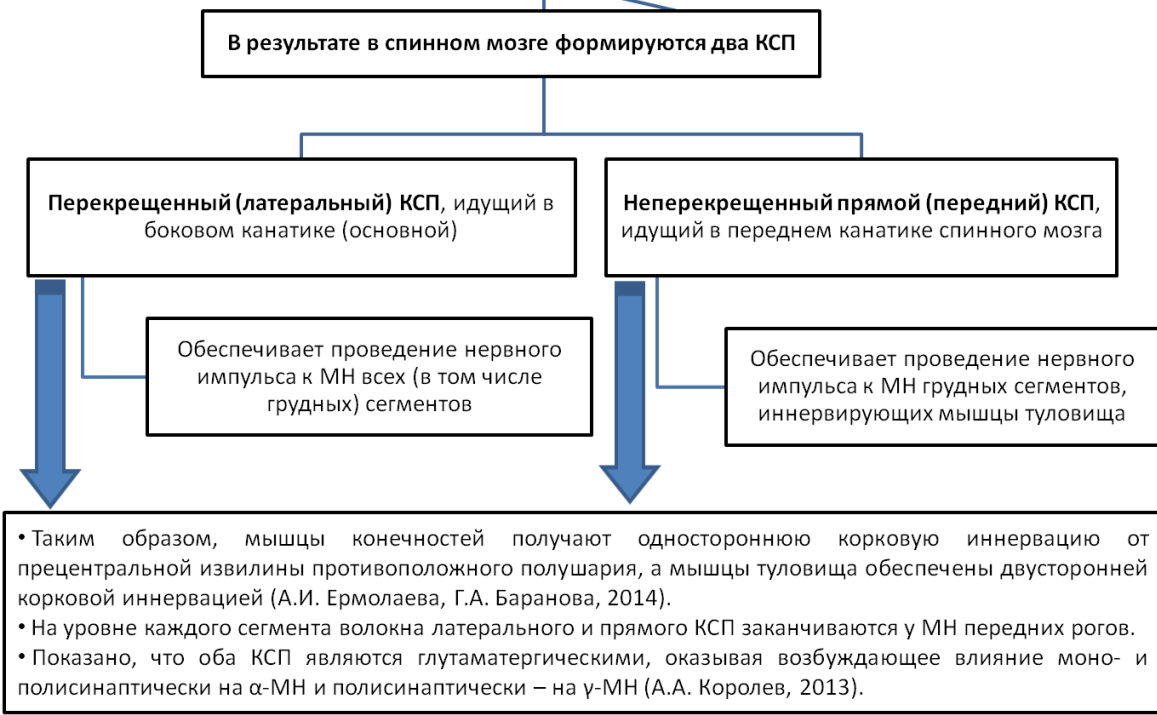 В результате в спинном мозге формируются два КСП
Перекрещенный (латеральный) КСП, идущий в
боковом канатике (основной)
Неперекрещенный прямой (передний) КСП,
идущий в переднем канатике спинного мозга
Обеспечивает проведение нервного
импульса к МН всех (в том числе
грудных) сегментов
Обеспечивает проведение нервного
импульса к МН грудных сегментов,
иннервирующих мышцы туловища
• Таким образом, мышцы конечностей получают одностороннюю корковую иннервацию от
прецентральной извилины противоположного полушария, а мышцы туловища обеспечены двусторонней
корковой иннервацией (А.И. Ермолаева, Г.А. Баранова, 2014).
• На уровне каждого сегмента волокна латерального и прямого КСП заканчиваются у МН передних рогов.
• Показано, что оба КСП являются глутаматергическими, оказывая возбуждающее влияние моно- и
полисинаптически на α-МН и полисинаптически – на γ-МН (А.А. Королев, 2013).